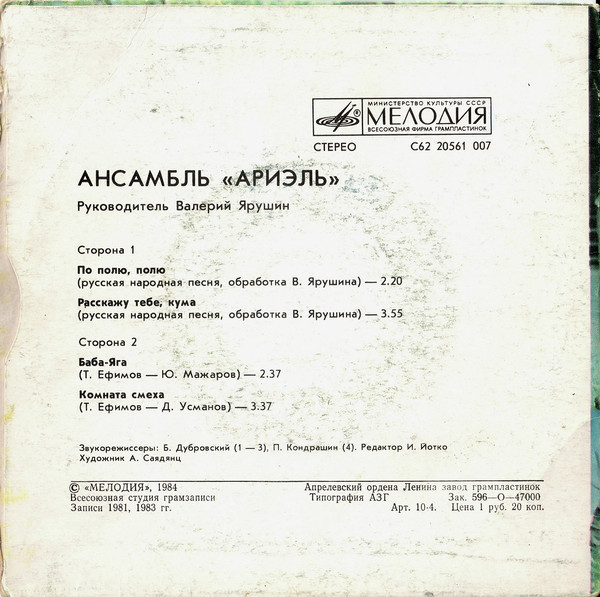 МИНИСТЕРСТВО КУЛЬТУРЫ СССР
МЕЛОДИЯ
ВСЕСОЮЗНАЯ ФИРМА ГРАМПЛАСТИНОК
СТЕРЕО С62 20561 007
АНСАМБЛЬ «АРИЭЛЬ»
Руководитель Валерий Ярушин
Сторона 1
По полю, полю
(русская народная песня, обработка В. Ярушина) — 2.20
Расскажу тебе, кума
(русская народная песня, обработка В. Ярушина) — 3.55
Сторона 2
Баба-Яга
(Т. Ефимов — Ю. Мажаров) — 2.37
Комната смеха
(Т. Ефимов — Д. Усманов) — 3.37
Звукорежиссеры: Б. Дубровский (1 — 3), П. Кондрашин (4). Редактор И. Йотко
Художник А. Саядянц
© «МЕЛОДИЯ», 1984
Всесоюзная студия грамзаписи
Записи 1981, 1983 гг.
Апрелевский ордена Ленина завод грампластинок
Типография АЗГ Зак. 596—О—47000
Арт. 10-4. Цена 1 руб. 20 коп.